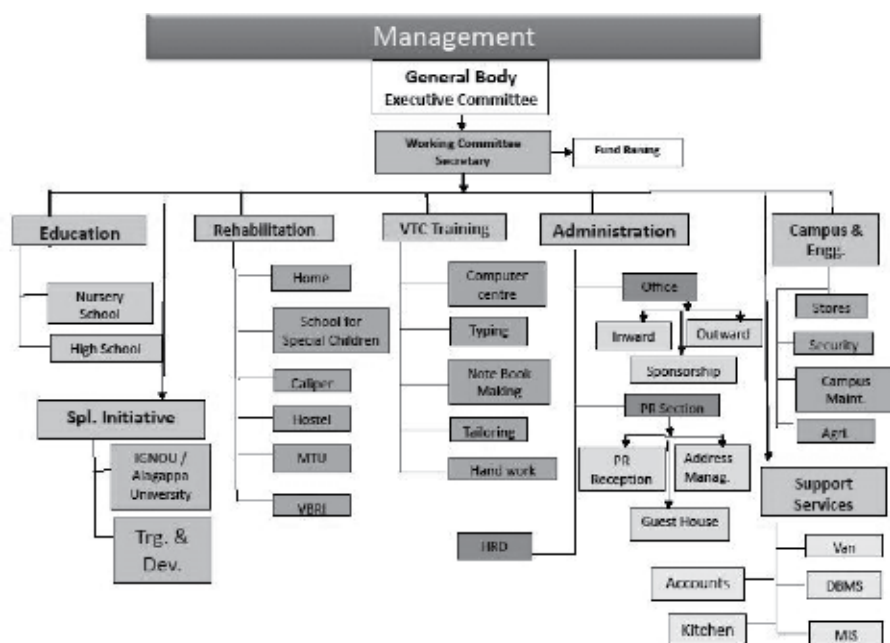 Management
General Body
Executive Committee
Working Committee
Secretary
Fund Raising
Education
Nursery
School
High School
Spl. Initiative
IGNOU /
Alagappa
University
Trg. &
Dev.
Rehabilitation
Home
School for
Special Children
Caliper
Hostel
MTU
VBRI
VTC Training
Computer
centre
Typing
Note Book
Making
Tailoring
Hand work
Administration
Office
Inward
Outward
Sponsorship
PR Section
PR
Reception
Address
Manag.
Guest House
HRD
Campus &
Engg.
Stores
Security
Campus
Maint.
Agri.
Support
Services
Van
Accounts
DBMS
Kitchen
MIS